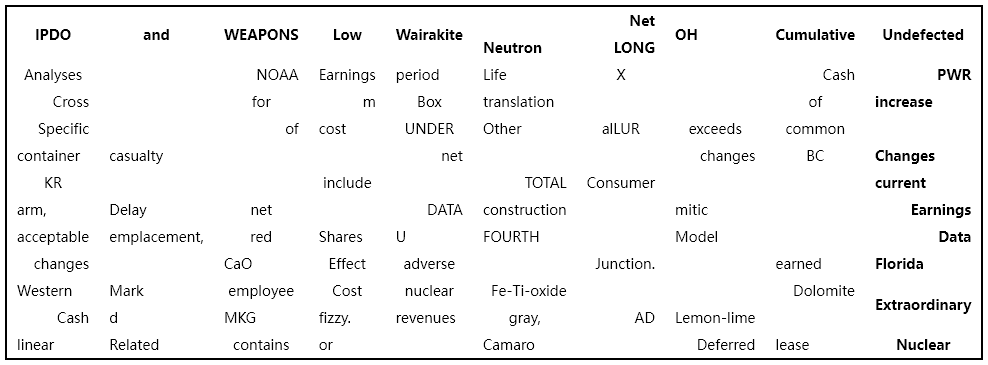 IPDO and WEAPONS Low Wairakite Neutron Net LONG OH Cumulative Undefected
Analyses NOAA Earnings period Life X Cash PWR
Cross for m Box translation of increase
Specific of cost UNDER Other alLUR exceeds common
container casualty net changes BC Changes
KR include TOTAL Consumer current
arm, Delay net DATA construction mitic Earnings
acceptable emplacement, red Shares U FOURTH Model Data
changes CaO Effect adverse Junction. earned Florida
Western Mark employee Cost nuclear Fe-Ti-oxide Dolomite Extraordinary
Cash d MKG fizzy. revenues gray, AD Lemon-lime
linear Related contains or Camaro Deferred lease Nuclear